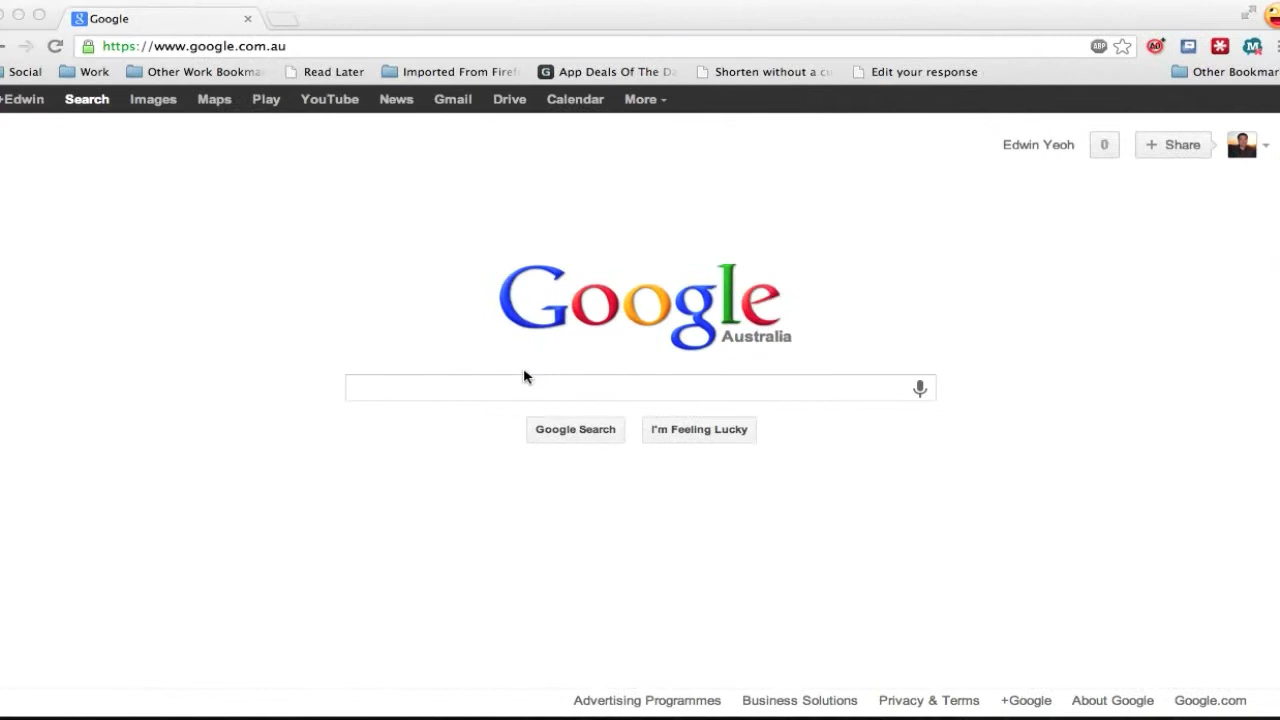 Google
https://www.google.com.au
Social Work Other Work Bookma Read Later Imported From Firef App Deals Of The Da Shorten without a cu Edit your response Other Bookmar
+Edwin Search Images Maps Play YouTube News Gmail Drive Calendar More
Edwin Yeoh 0 + Share
Google
Australia
Google Search I'm Feeling Lucky
Advertising Programmes Business Solutions Privacy & Terms +Google About Google Google.com